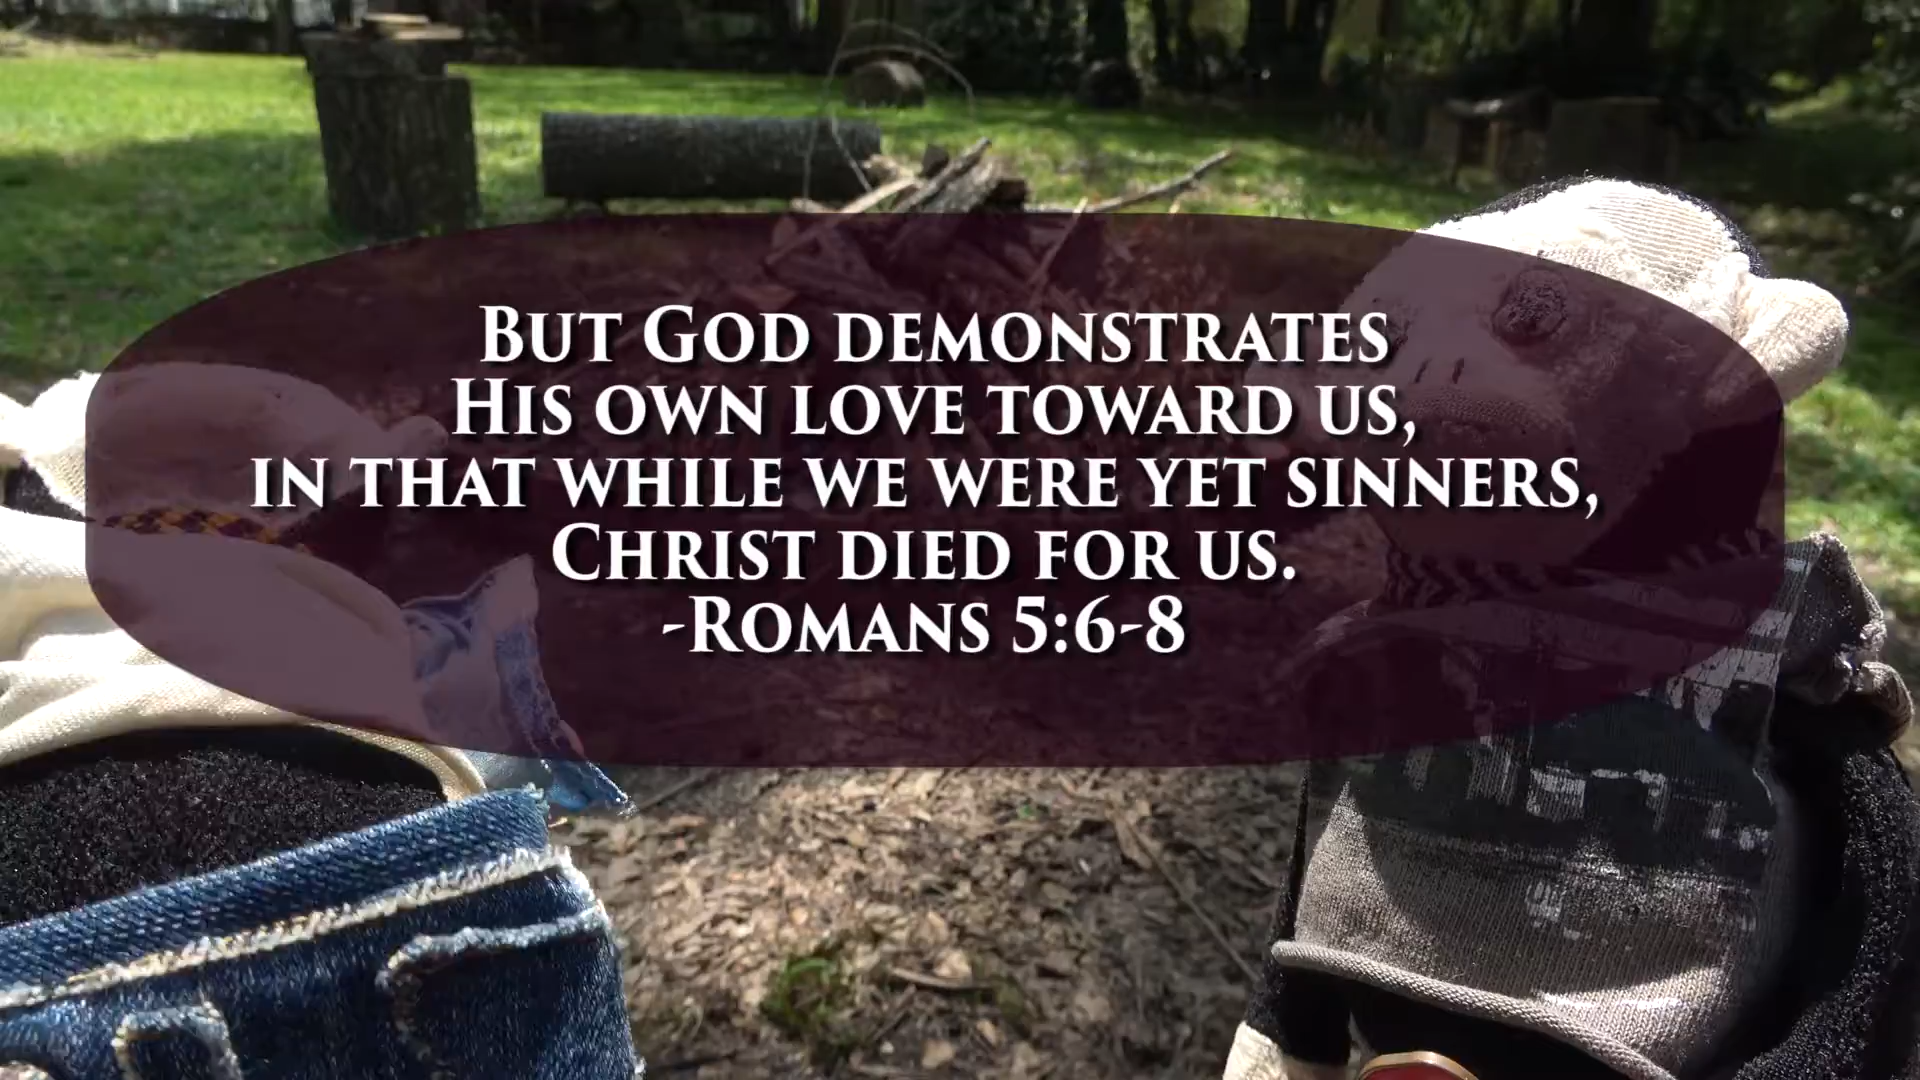 But God demonstrates
His own love toward us,
in that while we were yet sinners,
Christ died for us.
-Romans 5:6-8